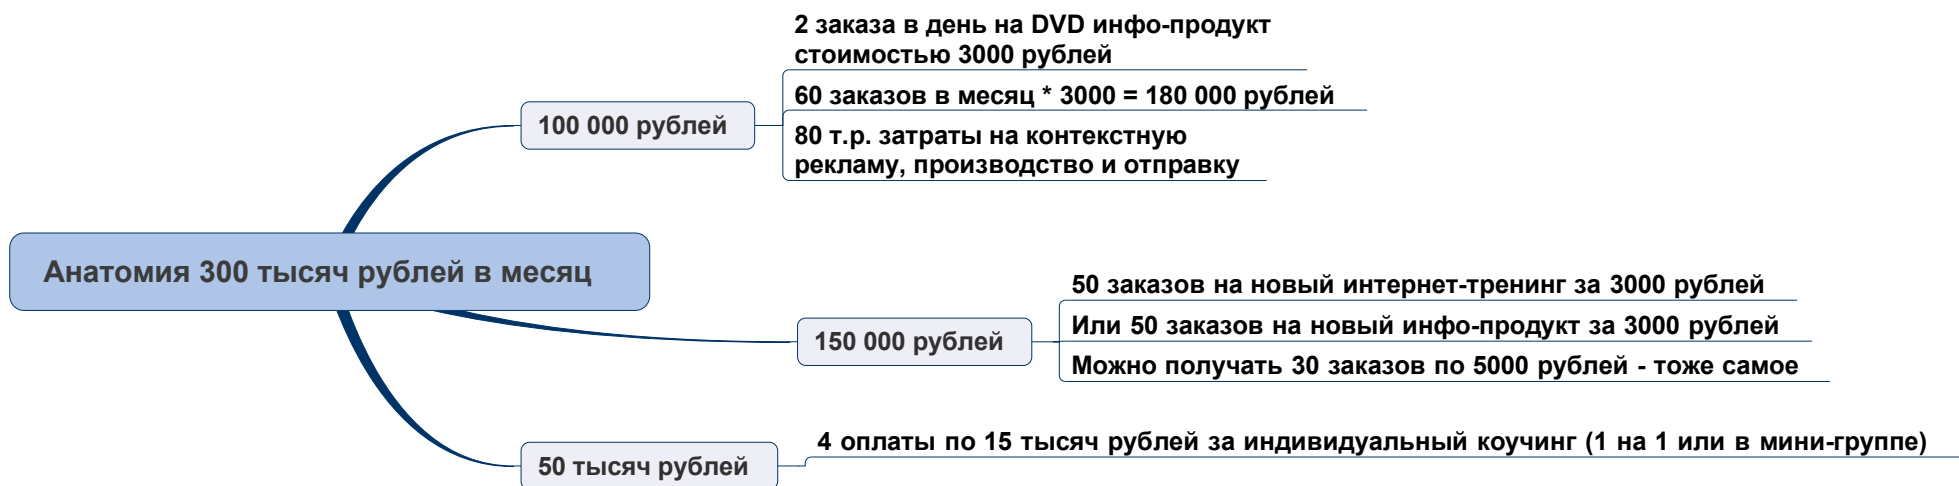 2 заказа в день на DVD инфо-продукт
стоимостью 3000 рублей
60 заказов в месяц * 3000 = 180 000 рублей
100 000 рублей
80 т.р. затраты на контекстную
рекламу, производство и отправку
Анатомия 300 тысяч рублей в месяц
50 заказов на новый интернет-тренинг за 3000 рублей
Или 50 заказов на новый инфо-продукт за 3000 рублей
150 000 рублей
Можно получать 30 заказов по 5000 рублей - тоже самое
4 оплаты по 15 тысяч рублей за индивидуальный коучинг (1 на 1 или в мини-группе)
50 тысяч рублей